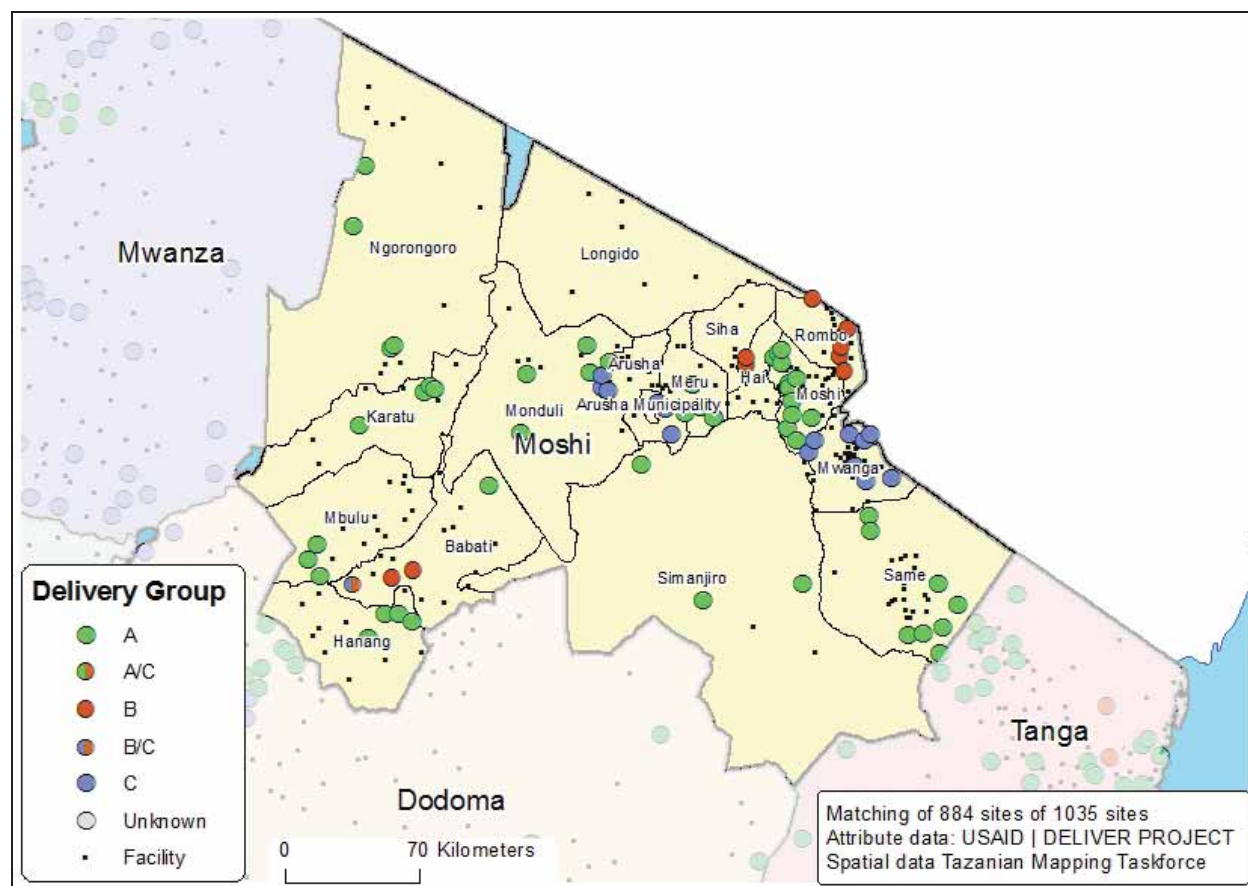 Mwanza
Ngorongoro
Longido
Siha
Rombo
Arusha
Meru
Hai
Karatu
Monduli
Arusha Municipality
Moshi
Moshi
Mwanga
Mbulu
Babati
Simanjiro
Same
Hanang
Tanga
Dodoma
Delivery Group
A
A/C
B
B/C
C
Unknown
Facility
0 70 Kilometers
Matching of 884 sites of 1035 sites
Attribute data: USAID | DELIVER PROJECT
Spatial data Tazanian Mapping Taskforce